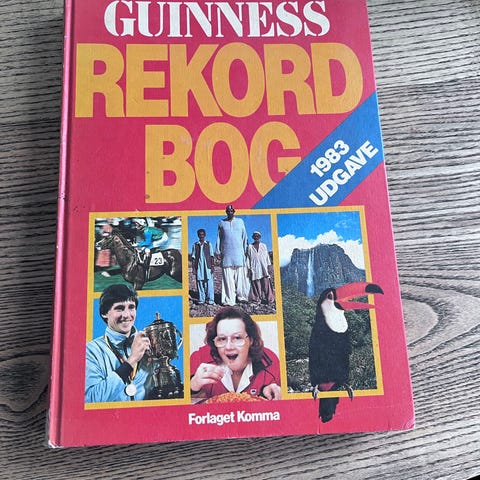 GUINNESS
REKORD
BOG
1983
UDGAVE
23
Forlaget Komma